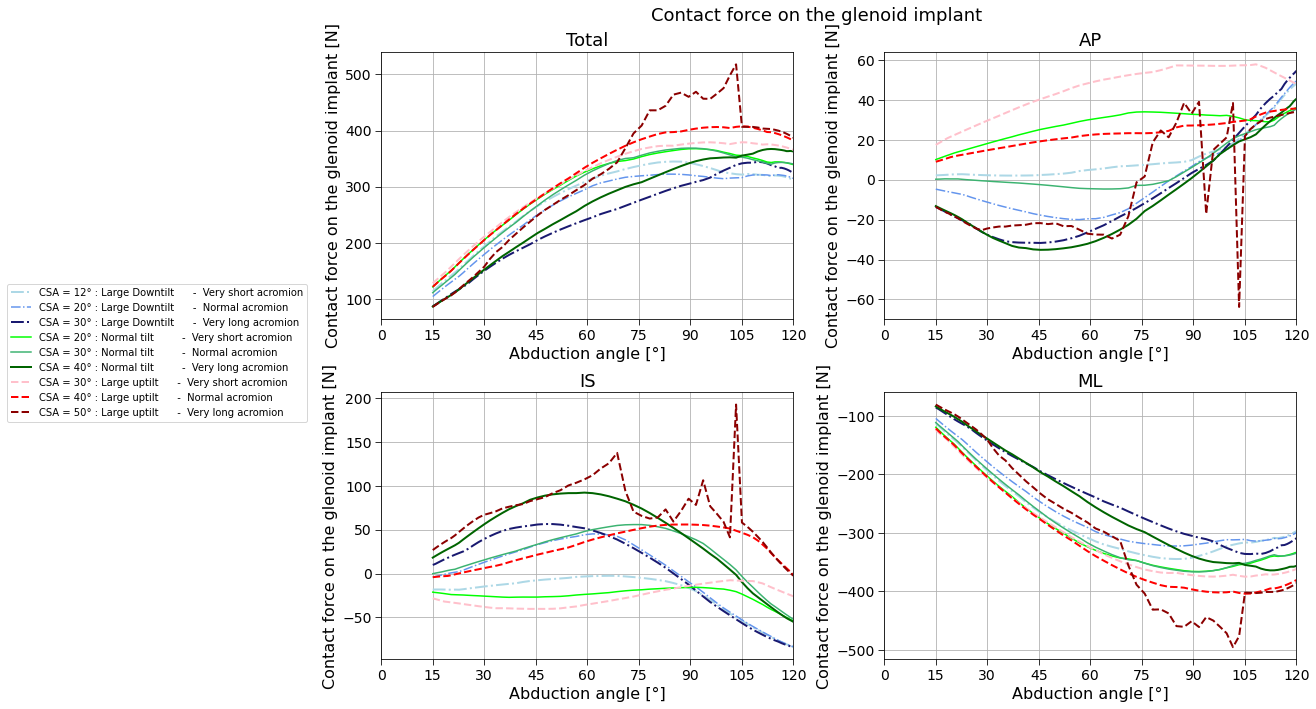 Contact force on the glenoid implant
Total
Contact force on the glenoid implant [N]
500
400
300
200
100
0 15 30 45 60 75 90 105 120
Abduction angle [°]
AP
Contact force on the glenoid implant [N]
60
40
20
0
−20
−40
−60
0 15 30 45 60 75 90 105 120
Abduction angle [°]
CSA = 12° : Large Downtilt - Very short acromion
CSA = 20° : Large Downtilt - Normal acromion
CSA = 30° : Large Downtilt - Very long acromion
CSA = 20° : Normal tilt - Very short acromion
CSA = 30° : Normal tilt - Normal acromion
CSA = 40° : Normal tilt - Very long acromion
CSA = 30° : Large uptilt - Very short acromion
CSA = 40° : Large uptilt - Normal acromion
CSA = 50° : Large uptilt - Very long acromion
IS
Contact force on the glenoid implant [N]
200
150
100
50
0
−50
0 15 30 45 60 75 90 105 120
Abduction angle [°]
ML
Contact force on the glenoid implant [N]
−100
−200
−300
−400
−500
0 15 30 45 60 75 90 105 120
Abduction angle [°]